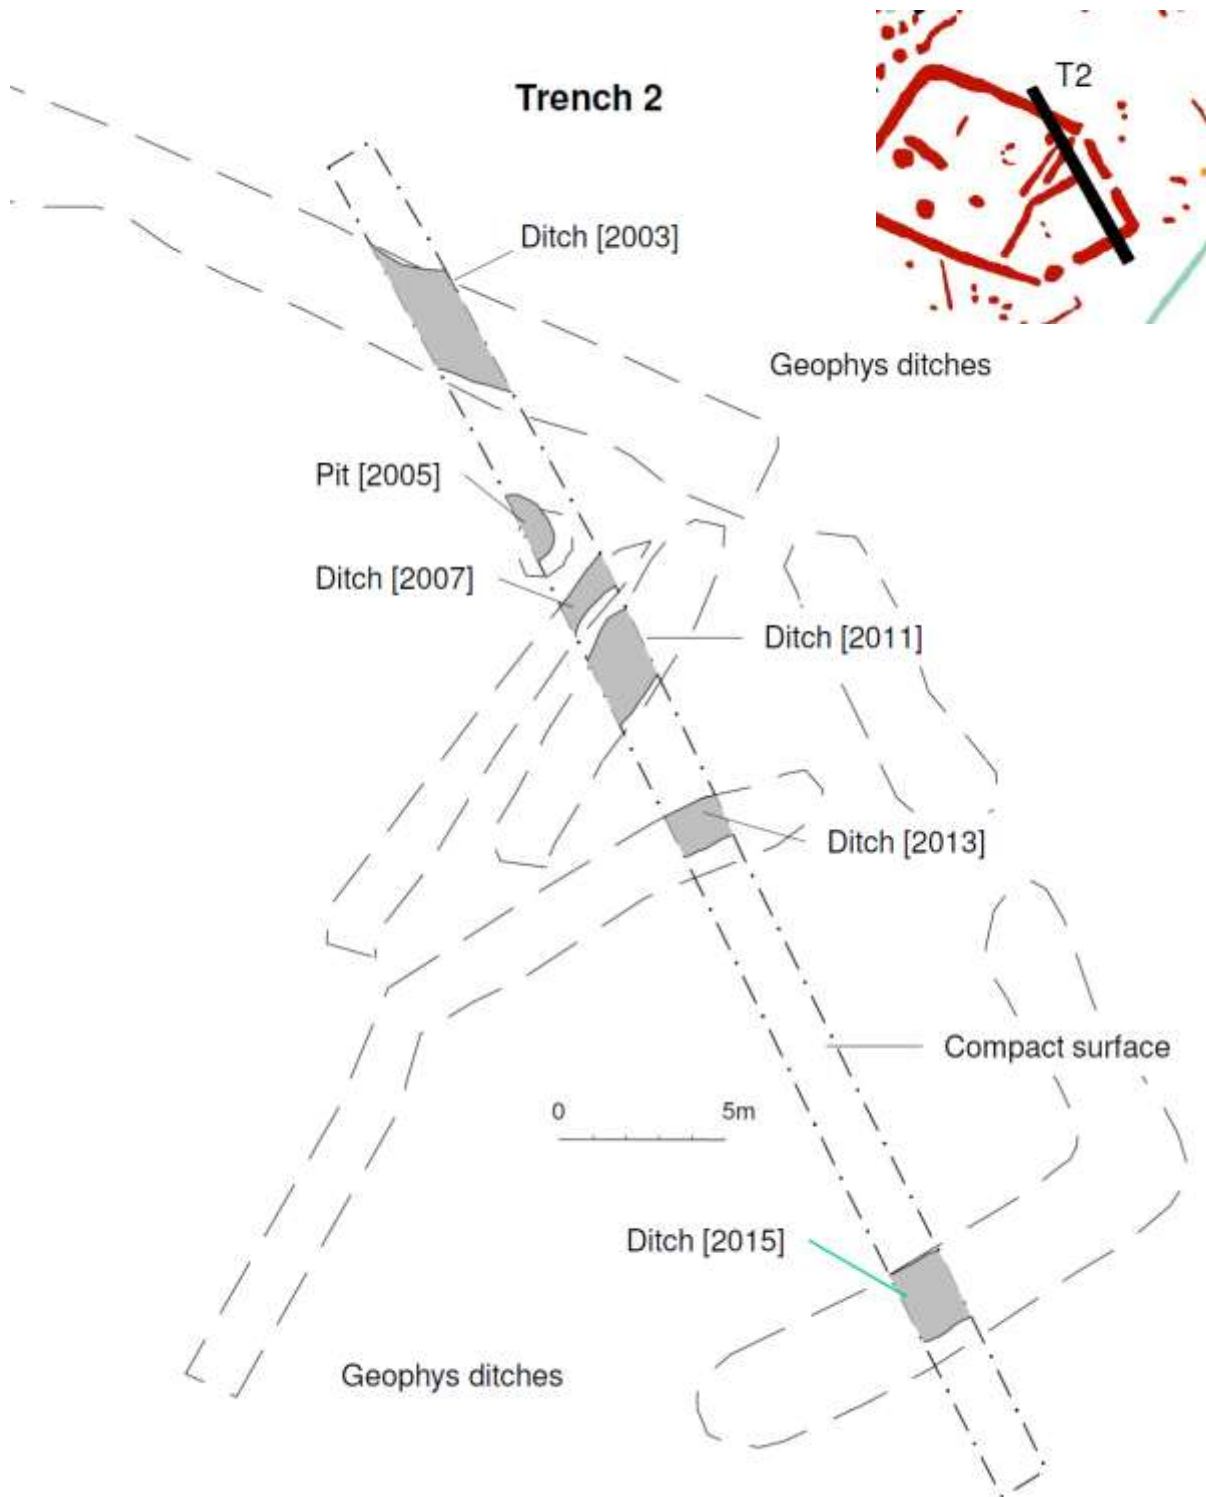 Trench 2
T2
Ditch [2003]
Geophys ditches
Pit [2005]
Ditch [2007]
Ditch [2011]
Ditch [2013]
Compact surface
0 5m
Ditch [2015]
Geophys ditches